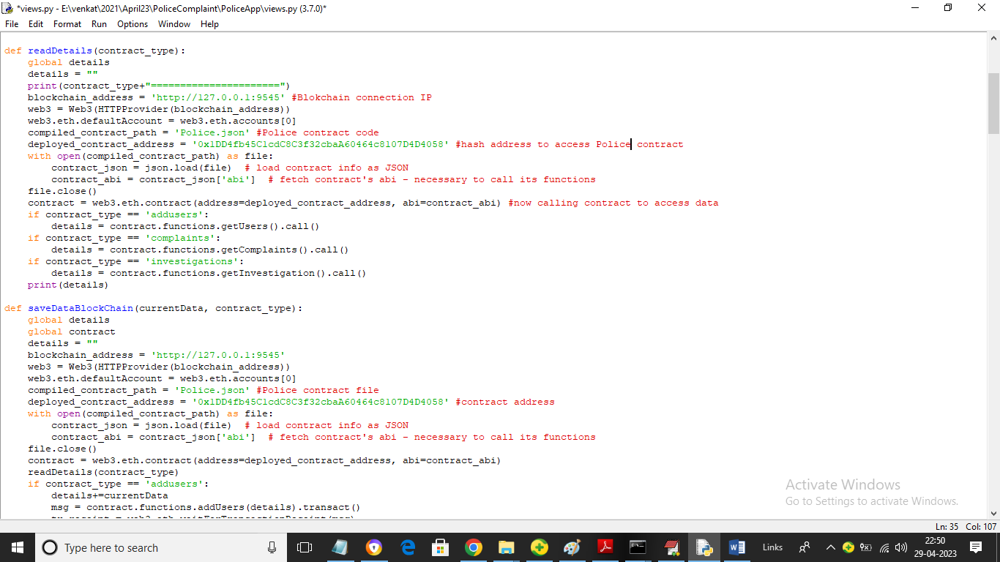 *views.py - E:\venkat\2021\April23\PoliceComplaint\PoliceApp\views.py (3.7.0)*
File Edit Format Run Options Window Help
def readDetails(contract_type):
    global details
    details = ""
    print(contract_type+"======================")
    blockchain_address = 'http://127.0.0.1:9545' #Blokchain connection IP
    web3 = Web3(HTTPProvider(blockchain_address))
    web3.eth.defaultAccount = web3.eth.accounts[0]
    compiled_contract_path = 'Police.json' #Police contract code
    deployed_contract_address = '0x1DD4fb45C1cdC8C3f32cbaA60464c8107D4D4058' #hash address to access Police contract
    with open(compiled_contract_path) as file:
        contract_json = json.load(file)  # load contract info as JSON
        contract_abi = contract_json['abi']  # fetch contract's abi - necessary to call its functions
    file.close()
    contract = web3.eth.contract(address=deployed_contract_address, abi=contract_abi) #now calling contract to access data
    if contract_type == 'addusers':
        details = contract.functions.getUsers().call()
    if contract_type == 'complaints':
        details = contract.functions.getComplaints().call()
    if contract_type == 'investigations':
        details = contract.functions.getInvestigation().call()
    print(details)
def saveDataBlockChain(currentData, contract_type):
    global details
    global contract
    details = ""
    blockchain_address = 'http://127.0.0.1:9545'
    web3 = Web3(HTTPProvider(blockchain_address))
    web3.eth.defaultAccount = web3.eth.accounts[0]
    compiled_contract_path = 'Police.json' #Police contract file
    deployed_contract_address = '0x1DD4fb45C1cdC8C3f32cbaA60464c8107D4D4058' #contract address
    with open(compiled_contract_path) as file:
        contract_json = json.load(file)  # load contract info as JSON
        contract_abi = contract_json['abi']  # fetch contract's abi - necessary to call its functions
    file.close()
    contract = web3.eth.contract(address=deployed_contract_address, abi=contract_abi)
    readDetails(contract_type)
    if contract_type == 'addusers':
        details+=currentData
        msg = contract.functions.addUsers(details).transact()
Activate Windows
Go to Settings to activate Windows.
Ln: 35 Col: 107
Type here to search
Links
22:50
29-04-2023